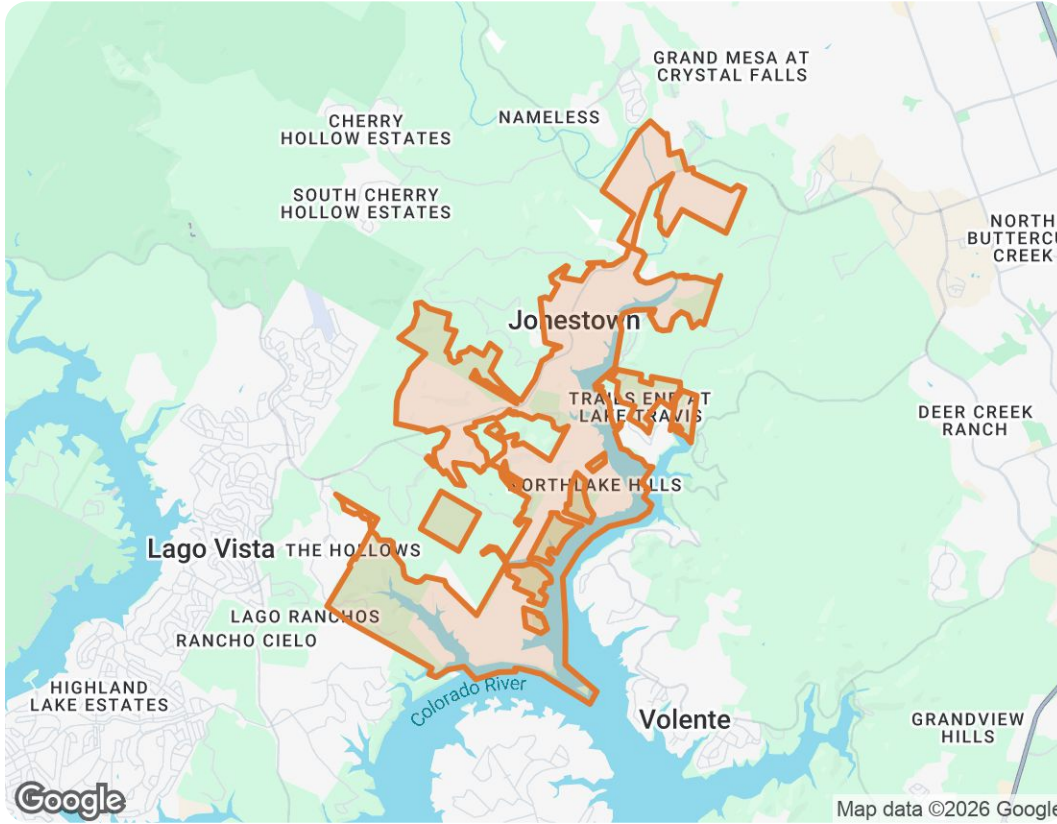 GRAND MESA AT
CRYSTAL FALLS
NAMELESS
CHERRY
HOLLOW ESTATES
SOUTH CHERRY
HOLLOW ESTATES
NORTH
BUTTERCU
CREEK
Jonestown
TRAILS END AT
LAKE TRAVIS
DEER CREEK
RANCH
NORTHLAKE HILLS
Lago Vista
THE HOLLOWS
LAGO RANCHOS
RANCHO CIELO
HIGHLAND
LAKE ESTATES
Colorado River
Volente
GRANDVIEW
HILLS
Google
Map data ©2026 Google